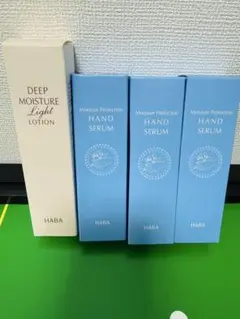 DEEP
MOISTURE
Light
LOTION
HABA
Moisture Protection
HAND
SERUM
HABA
Moisture Protection
HAND
SERUM
HABA
Moisture Protection
HAND
SERUM
HABA